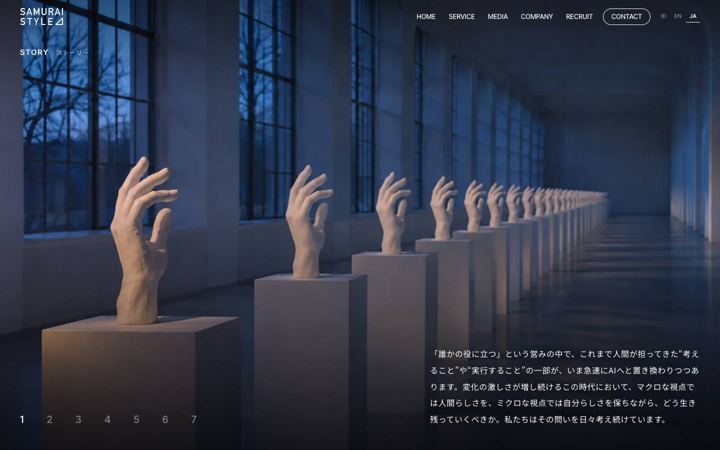 SAMURAI
STYLE
HOME SERVICE MEDIA COMPANY RECRUIT CONTACT ID EN JA
STORY ストーリー
「誰かの役に立つ」という営みの中で、これまで人間が担ってきた“考え
ること”や“実行すること”の一部が、いま急速にAIへと置き換わりつつあ
ります。変化の激しさが増し続けるこの時代において、マクロな視点で
は人間らしさを、ミクロな視点では自分らしさを保ちながら、どう生き
残っていくべきか。私たちはその問いを日々考え続けています。
1 2 3 4 5 6 7